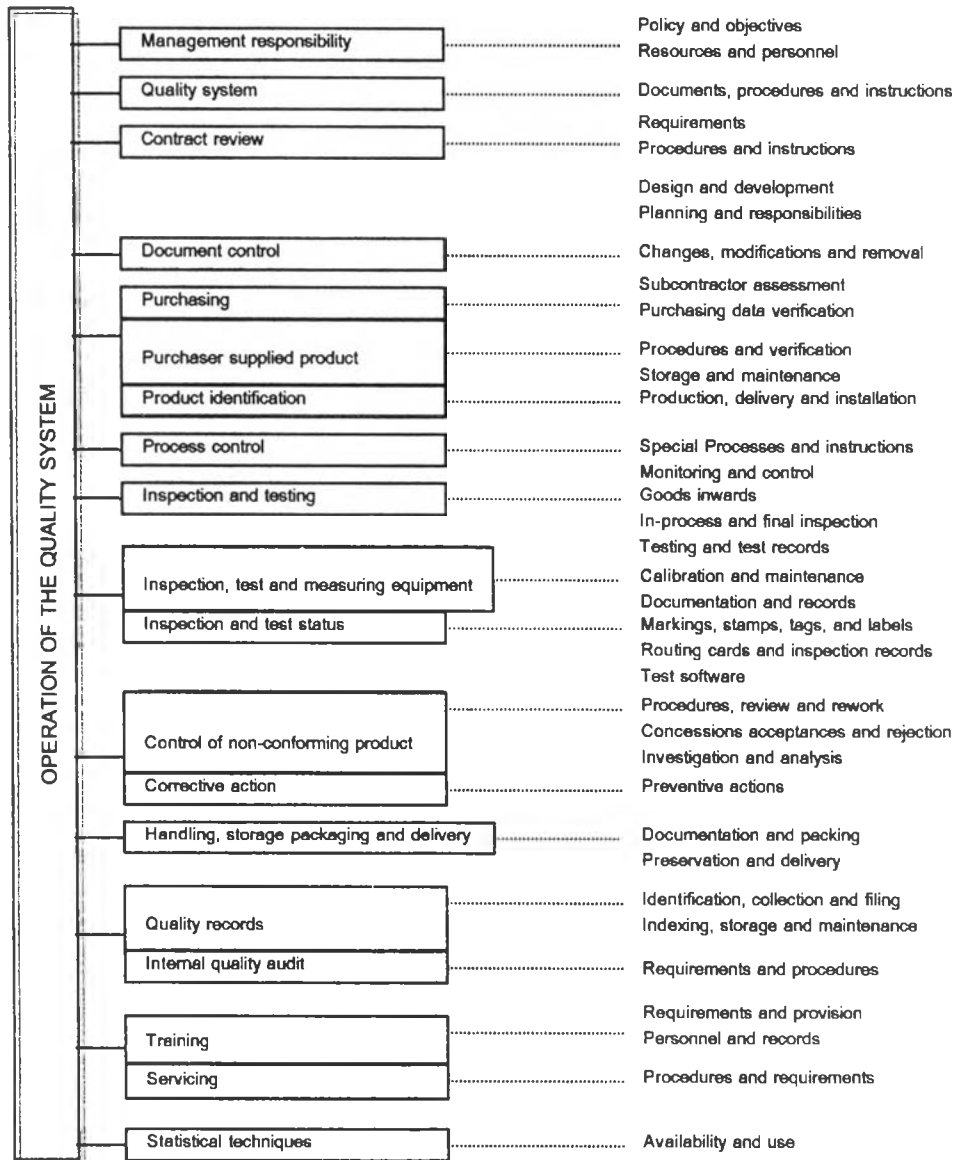 OPERATION OF THE QUALITY SYSTEM
Management responsibility
Policy and objectives
Resources and personnel
Quality system
Documents, procedures and instructions
Contract review
Requirements
Procedures and instructions
Design and development
Planning and responsibilities
Document control
Changes, modifications and removal
Purchasing
Subcontractor assessment
Purchasing data verification
Purchaser supplied product
Procedures and verification
Storage and maintenance
Product identification
Production, delivery and installation
Process control
Special Processes and instructions
Monitoring and control
Inspection and testing
Goods inwards
In-process and final inspection
Testing and test records
Inspection, test and measuring equipment
Calibration and maintenance
Documentation and records
Inspection and test status
Markings, stamps, tags, and labels
Routing cards and inspection records
Test software
Control of non-conforming product
Procedures, review and rework
Concessions acceptances and rejection
Investigation and analysis
Corrective action
Preventive actions
Handling, storage packaging and delivery
Documentation and packing
Preservation and delivery
Quality records
Identification, collection and filing
Indexing, storage and maintenance
Internal quality audit
Requirements and procedures
Training
Requirements and provision
Personnel and records
Servicing
Procedures and requirements
Statistical techniques
Availability and use